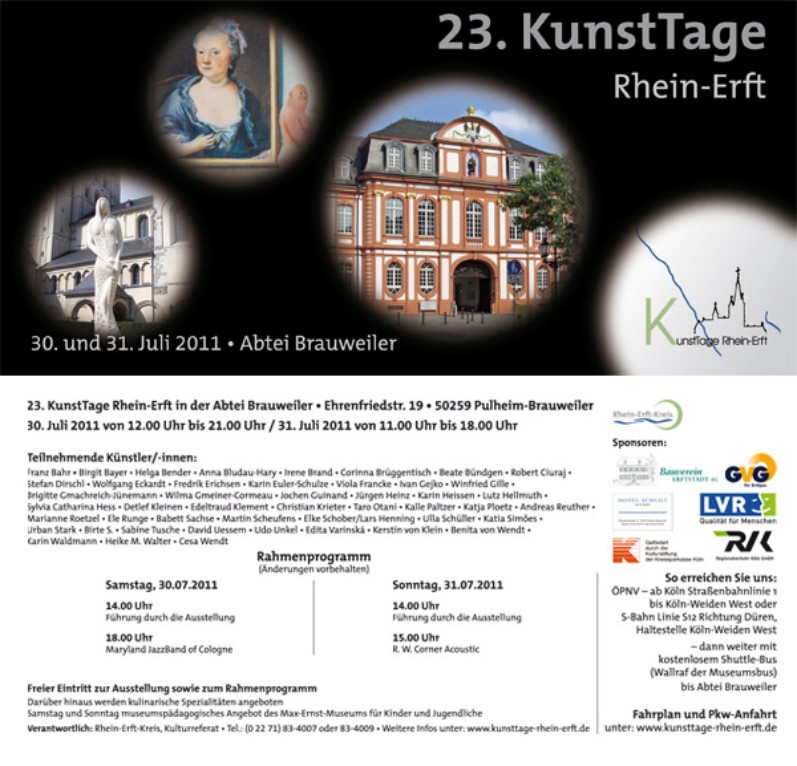 23. KunstTage
Rhein-Erft
30. und 31. Juli 2011 • Abtei Brauweiler
KunstTage Rhein-Erft
23. KunstTage Rhein-Erft in der Abtei Brauweiler • Ehrenfriedstr. 19 • 50259 Pulheim-Brauweiler
30. Juli 2011 von 12.00 Uhr bis 21.00 Uhr / 31. Juli 2011 von 11.00 Uhr bis 18.00 Uhr
Teilnehmende Künstler/-innen:
Franz Bahr • Birgit Bayer • Helga Bender • Anna Bludau-Hary • Irene Brand • Corinna Brüggentisch • Beate Bündgen • Robert Ciuraj •
Stefan Dirschl • Wolfgang Eckardt • Fredrik Erichsen • Karin Euler-Schulze • Viola Francke • Ivan Gejko • Winfried Gille •
Brigitte Gmachreich-Jünemann • Wilma Gmeiner-Cormeau • Jochen Guinand • Jürgen Heinz • Karin Heissen • Lutz Hellmuth •
Sylvia Catharina Hess • Detlef Kleinen • Edeltraud Klement • Christian Krieter • Taro Otani • Kalle Paltzer • Katja Ploetz • Andreas Reuther •
Marianne Roetzel • Ele Runge • Babett Sachse • Martin Scheufens • Elke Schober/Lars Henning • Ulla Schüller • Katia Simões •
Urban Stark • Birte S. • Sabine Tusche • David Uessem • Udo Unkel • Edita Varinská • Kerstin von Klein • Benita von Wendt •
Karin Waldmann • Heike M. Walter • Cesa Wendt
Rahmenprogramm
(Änderungen vorbehalten)
Samstag, 30.07.2011
14.00 Uhr
Führung durch die Ausstellung
18.00 Uhr
Maryland JazzBand of Cologne
Sonntag, 31.07.2011
14.00 Uhr
Führung durch die Ausstellung
15.00 Uhr
R. W. Corner Acoustic
Freier Eintritt zur Ausstellung sowie zum Rahmenprogramm
Darüber hinaus werden kulinarische Spezialitäten angeboten
Samstag und Sonntag museumspädagogisches Angebot des Max-Ernst-Museums für Kinder und Jugendliche
Verantwortlich: Rhein-Erft-Kreis, Kulturreferat • Tel.: (0 22 71) 83-4007 oder 83-4009 • Weitere Infos unter: www.kunsttage-rhein-erft.de
Rhein-Erft-Kreis
Sponsoren:
Bauverein
ERFTSTADT eG
GVG
Ihr Erdgas.
LVR
Qualität für Menschen
Gefördert
durch die
Kulturstiftung
der Kreissparkasse Köln
RVK
Regionalverkehr Köln GmbH
So erreichen Sie uns:
ÖPNV – ab Köln Straßenbahnlinie 1
bis Köln-Weiden West oder
S-Bahn Linie S12 Richtung Düren,
Haltestelle Köln-Weiden West
– dann weiter mit
kostenlosem Shuttle-Bus
(Wallraf der Museumsbus)
bis Abtei Brauweiler
Fahrplan und Pkw-Anfahrt
unter: www.kunsttage-rhein-erft.de